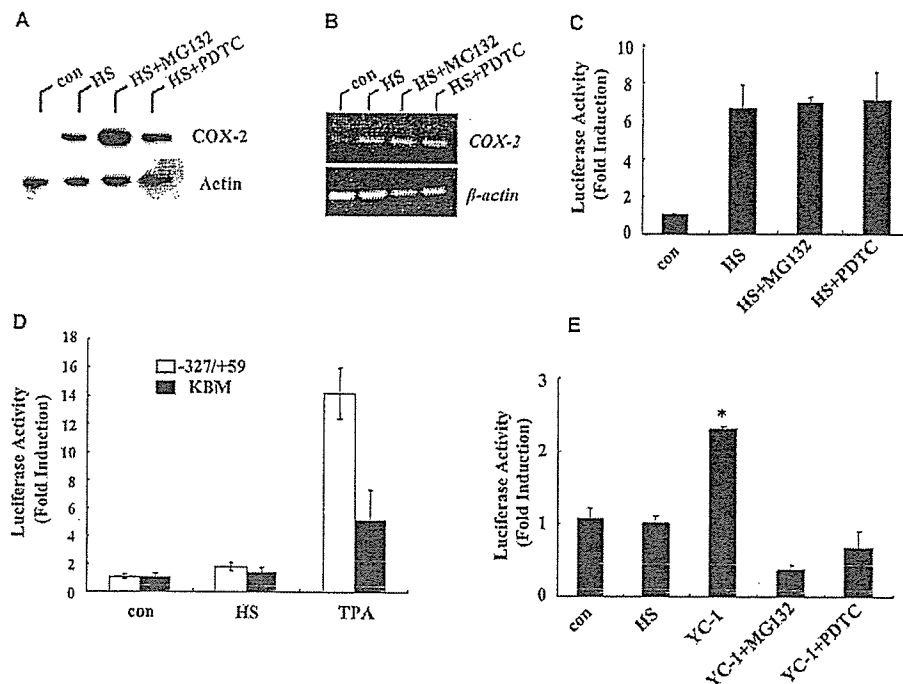 A
con
HS
HS+MG132
HS+PDTC
COX-2
Actin
B
con
HS
HS+MG132
HS+PDTC
COX-2
β-actin
C
Luciferase Activity
(Fold Induction)
10
8
6
4
2
0
con
HS
HS+MG132
HS+PDTC
D
Luciferase Activity
(Fold Induction)
18
16
14
12
10
8
6
4
2
0
-327/+59
KBM
con
HS
TPA
E
Luciferase Activity
(Fold Induction)
3
2
1
0
*
con
HS
YC-1
YC-1+MG132
YC-1+PDTC